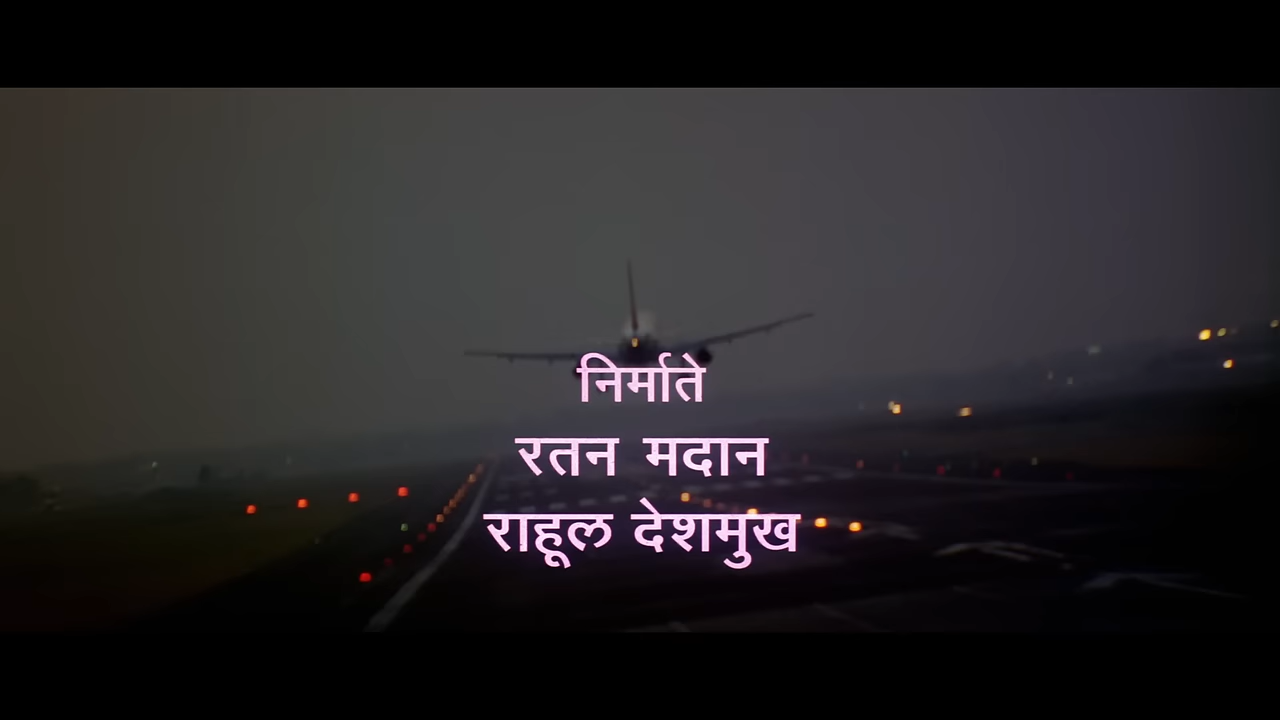 निर्माते
रतन मदान
राहूल देशमुख